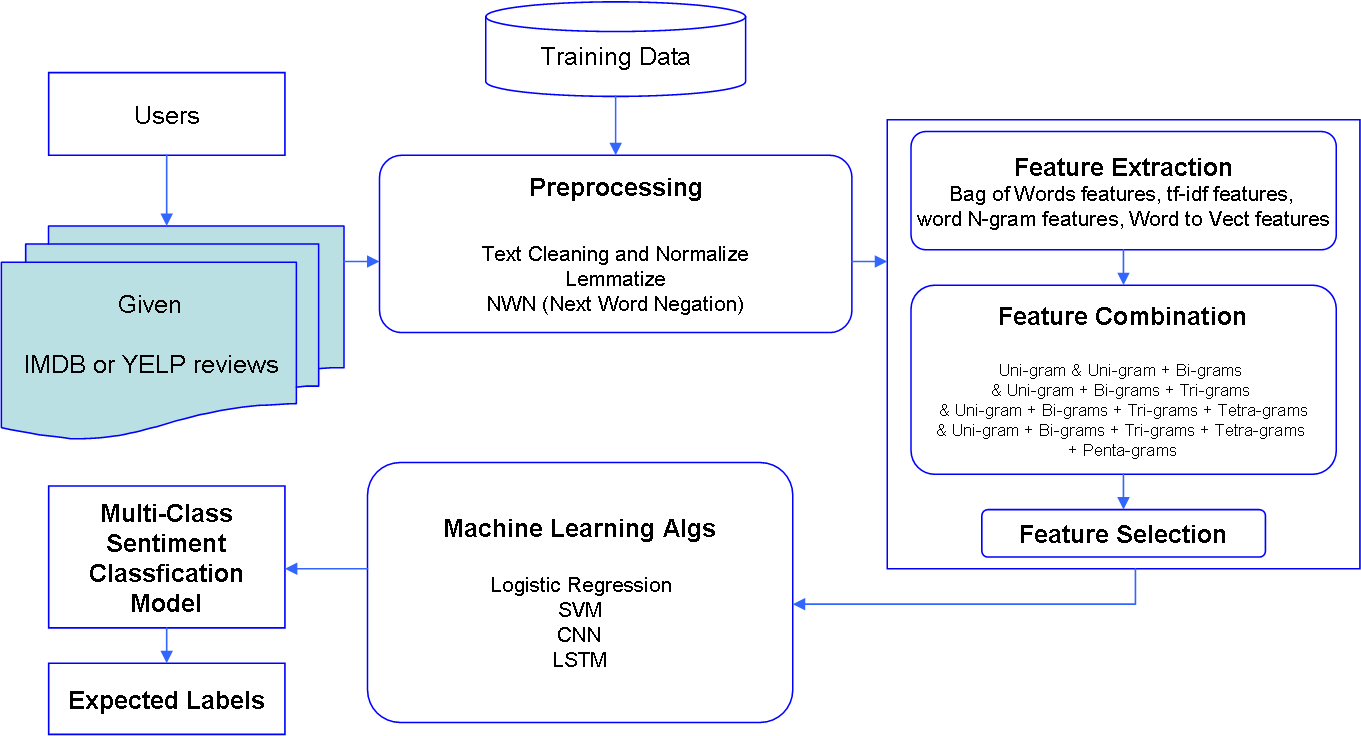 Training Data
Users
Given
IMDB or YELP reviews
Preprocessing
Text Cleaning and Normalize
Lemmatize
NWN (Next Word Negation)
Feature Extraction
Bag of Words features, tf-idf features,
word N-gram features, Word to Vect features
Feature Combination
Uni-gram & Uni-gram + Bi-grams
& Uni-gram + Bi-grams + Tri-grams
& Uni-gram + Bi-grams + Tri-grams + Tetra-grams
& Uni-gram + Bi-grams + Tri-grams + Tetra-grams
+ Penta-grams
Feature Selection
Machine Learning Algs
Logistic Regression
SVM
CNN
LSTM
Multi-Class
Sentiment
Classfication
Model
Expected Labels